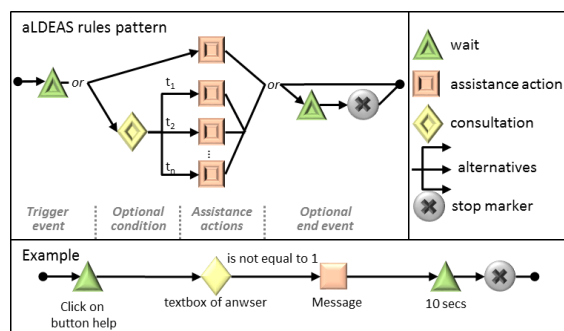 aLDEAS rules pattern
or
t1
t2
⋮
tn
or
Trigger event
Optional condition
Assistance actions
Optional end event
wait
assistance action
consultation
alternatives
stop marker
Example
is not equal to 1
Click on
button help
textbox of anwser
Message
10 secs